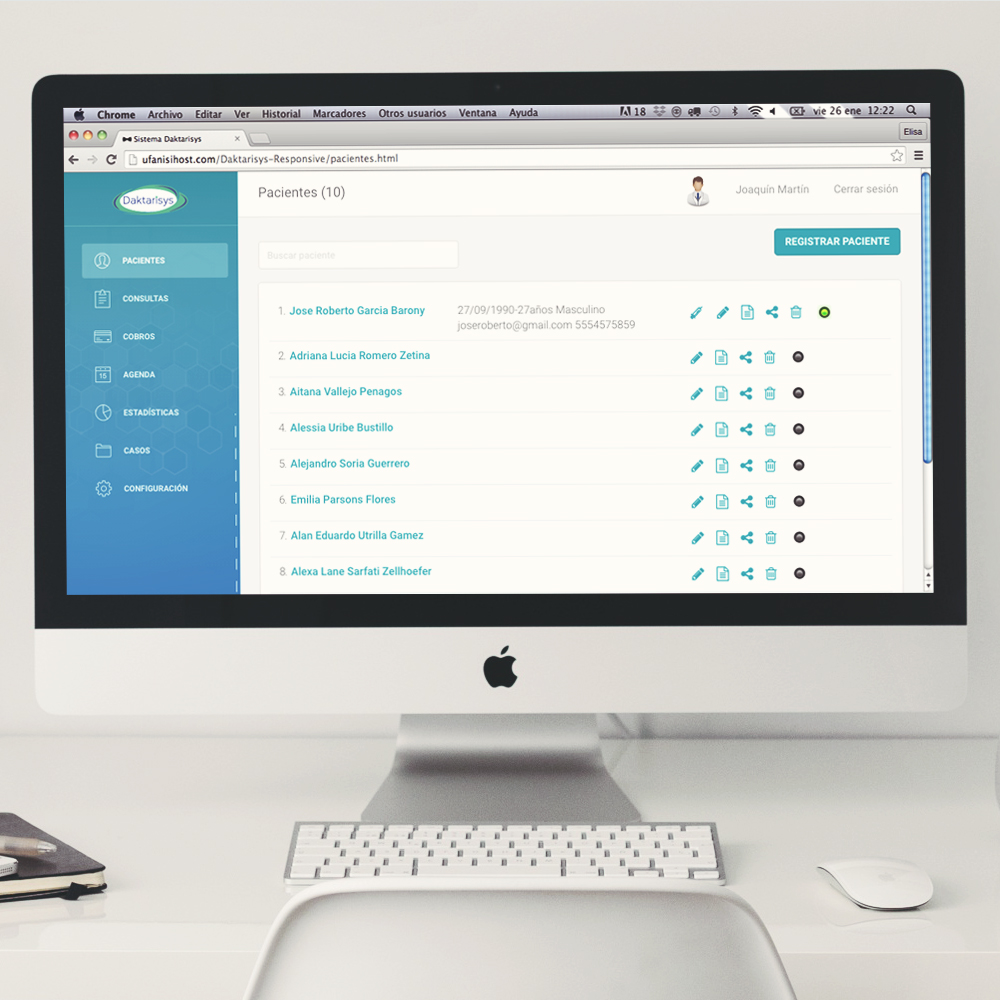 Chrome Archivo Editar Ver Historial Marcadores Otros usuarios Ventana Ayuda 18 vie 26 ene 12:22
Sistema Daktarisys
Elisa
ufanisihost.com/Daktarisys-Responsive/pacientes.html
Daktarisys
Pacientes (10)
Joaquín Martín
Cerrar sesión
Buscar paciente
REGISTRAR PACIENTE
PACIENTES
CONSULTAS
COBROS
15
AGENDA
ESTADÍSTICAS
CASOS
CONFIGURACIÓN
1. Jose Roberto Garcia Barony
27/09/1990-27años Masculino
joseroberto@gmail.com 5554575859
2. Adriana Lucia Romero Zetina
3. Aitana Vallejo Penagos
4. Alessia Uribe Bustillo
5. Alejandro Soria Guerrero
6. Emilia Parsons Flores
7. Alan Eduardo Utrilla Gamez
8. Alexa Lane Sarfati Zellhoefer